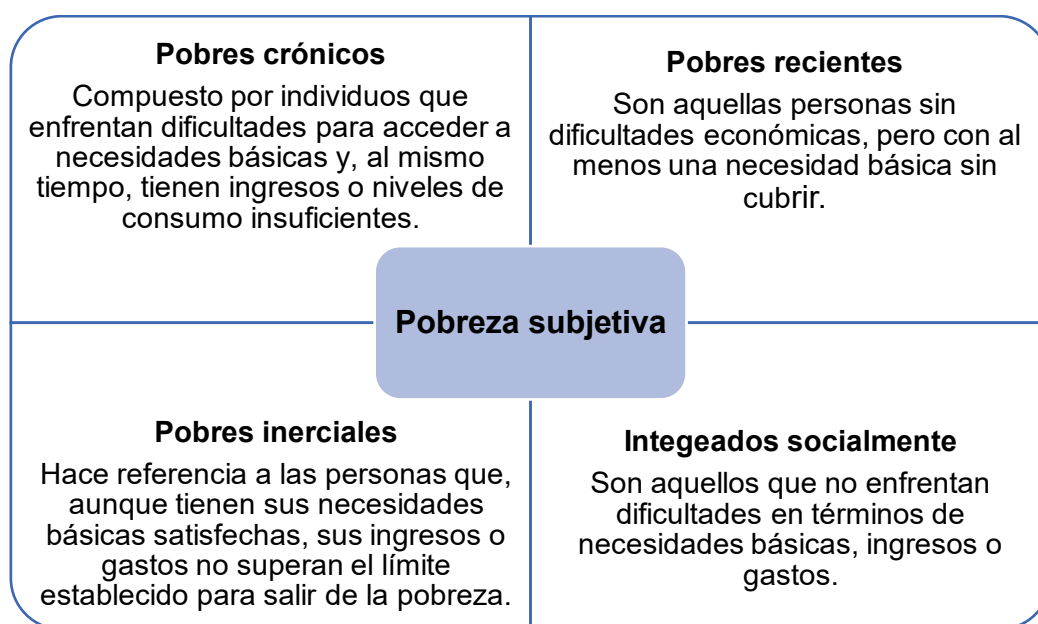 Pobres crónicos
Compuesto por individuos que
enfrentan dificultades para acceder a
necesidades básicas y, al mismo
tiempo, tienen ingresos o niveles de
consumo insuficientes.
Pobres recientes
Son aquellas personas sin
dificultades económicas, pero con al
menos una necesidad básica sin
cubrir.
Pobreza subjetiva
Pobres inerciales
Hace referencia a las personas que,
aunque tienen sus necesidades
básicas satisfechas, sus ingresos o
gastos no superan el límite
establecido para salir de la pobreza.
Integeados socialmente
Son aquellos que no enfrentan
dificultades en términos de
necesidades básicas, ingresos o
gastos.